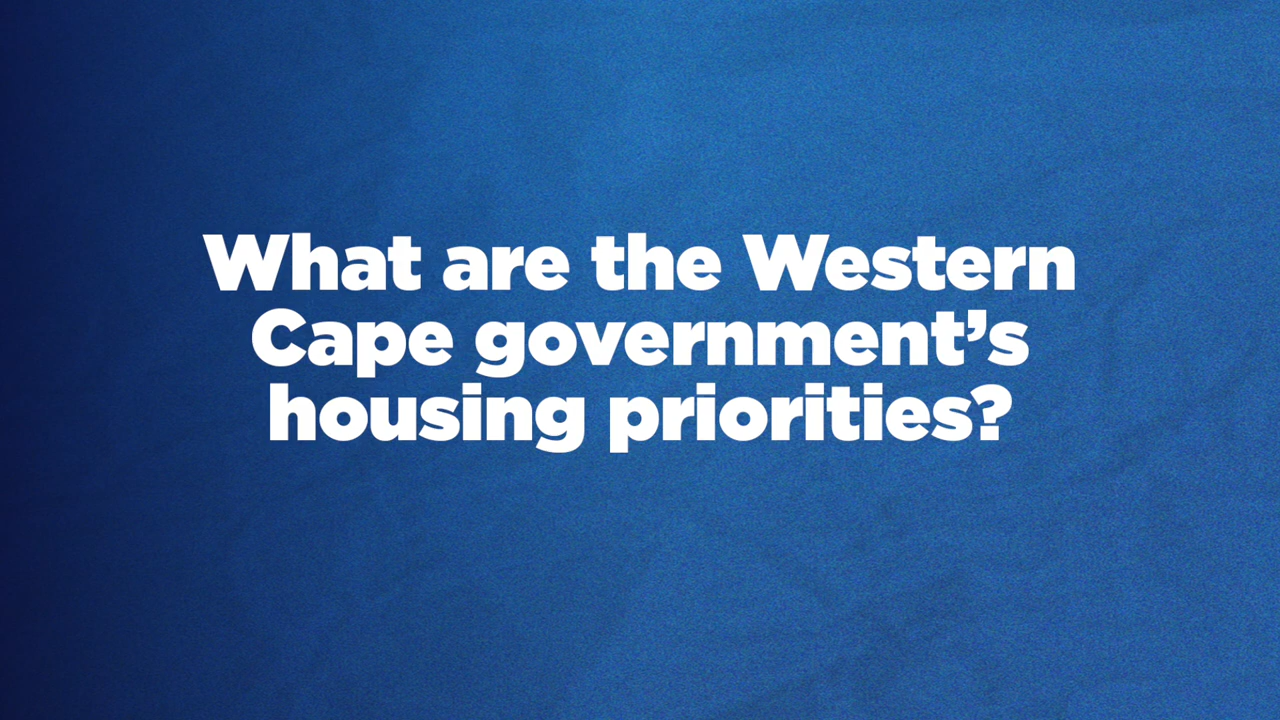 What are the Western
Cape government’s
housing priorities?